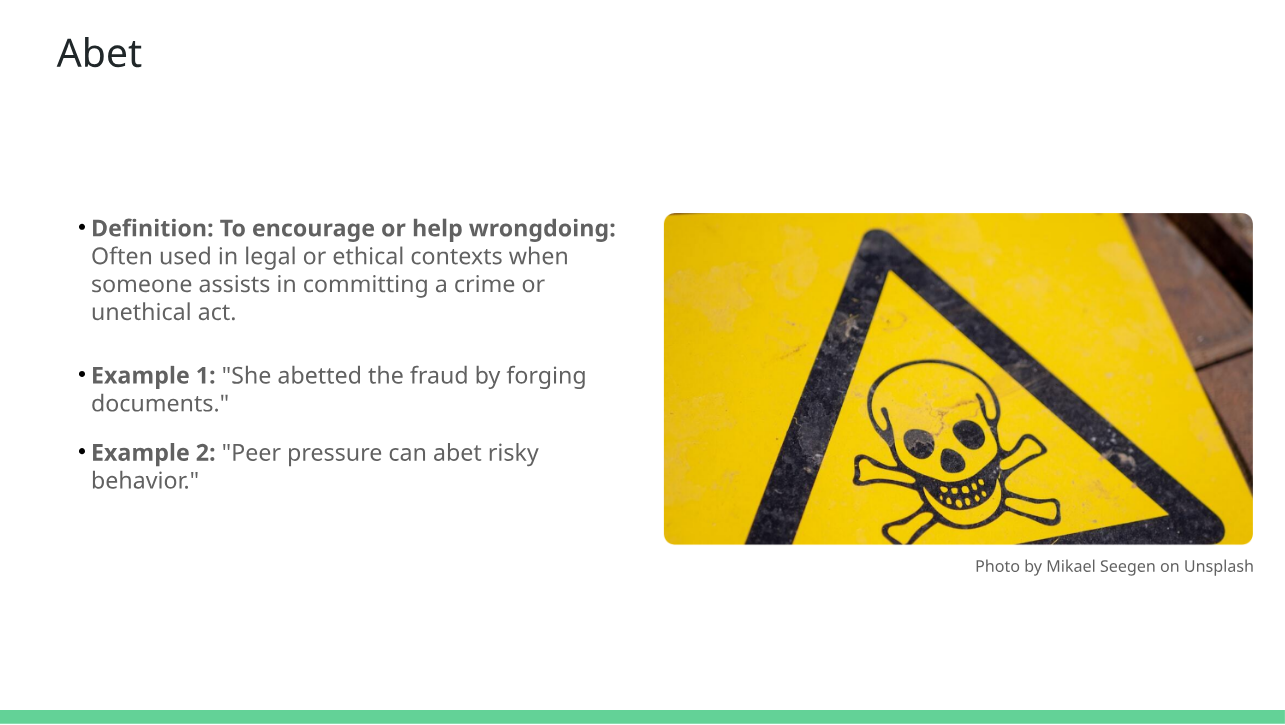 Abet
• Definition: To encourage or help wrongdoing:
Often used in legal or ethical contexts when
someone assists in committing a crime or
unethical act.
• Example 1: "She abetted the fraud by forging
documents."
• Example 2: "Peer pressure can abet risky
behavior."
Photo by Mikael Seegen on Unsplash